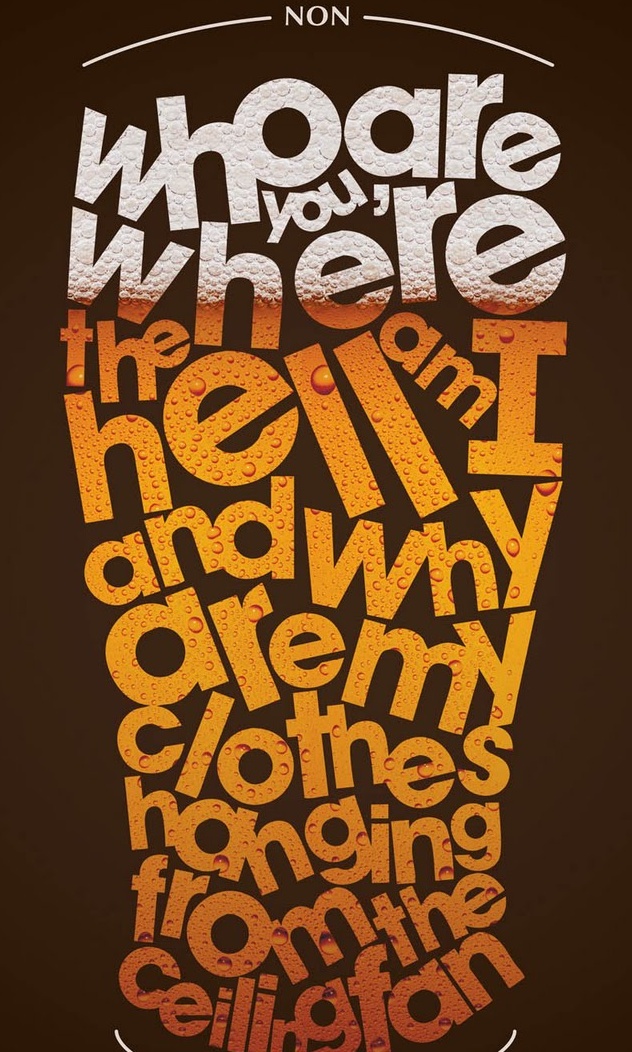 NON
who are
you,
where
the hell am I
and why
are my
clothes
hanging
from the
ceiling fan